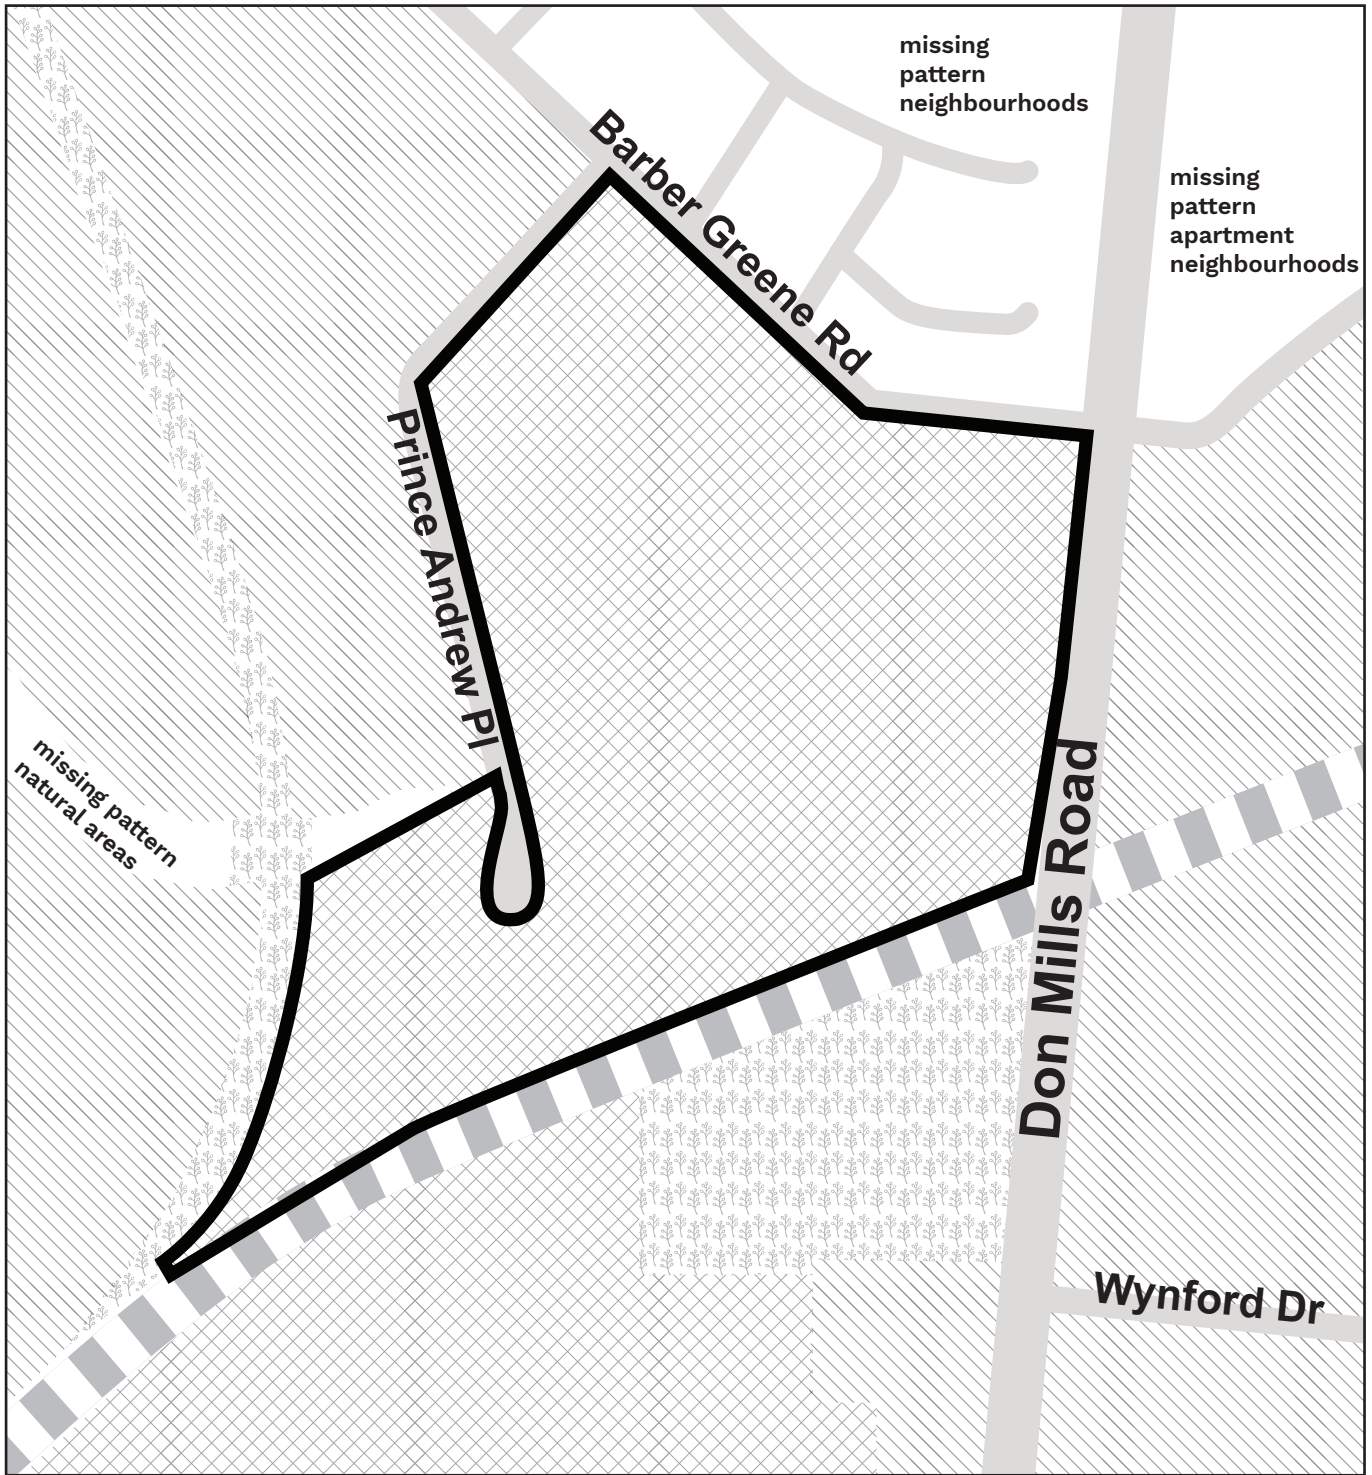 missing
pattern
neighbourhoods
Barber Greene Rd
missing
pattern
apartment
neighbourhoods
Prince Andrew Pl
missing pattern
natural areas
Don Mills Road
Wynford Dr